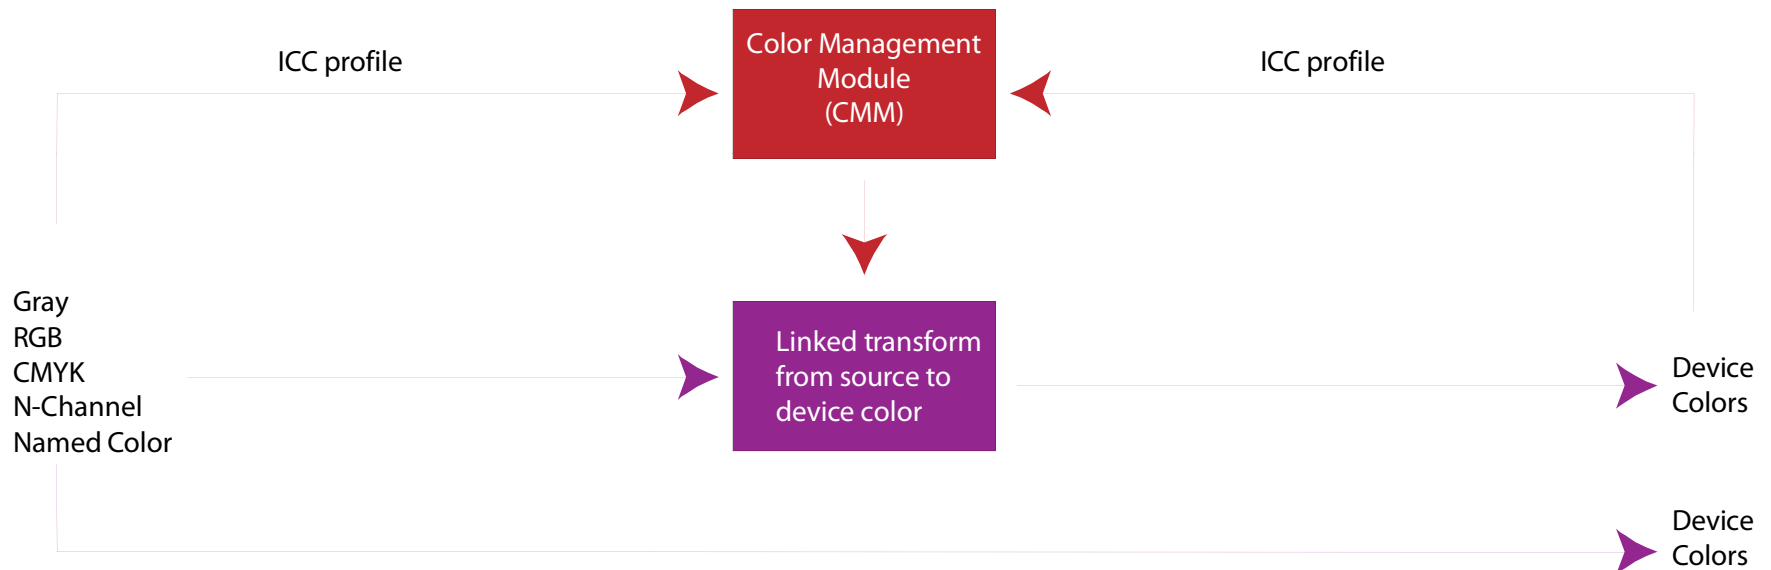 ICC profile
Color Management
Module
(CMM)
ICC profile
Gray
RGB
CMYK
N-Channel
Named Color
Linked transform
from source to
device color
Device
Colors
Device
Colors